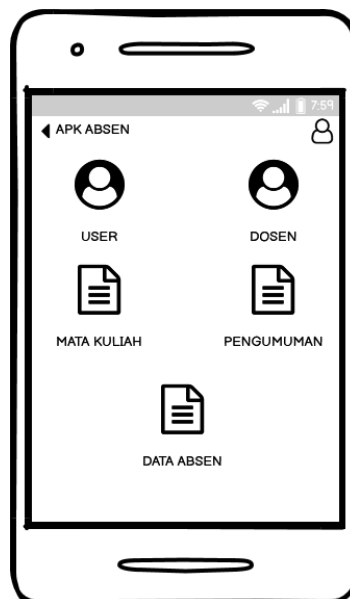 7:59
APK ABSEN
USER
DOSEN
MATA KULIAH
PENGUMUMAN
DATA ABSEN